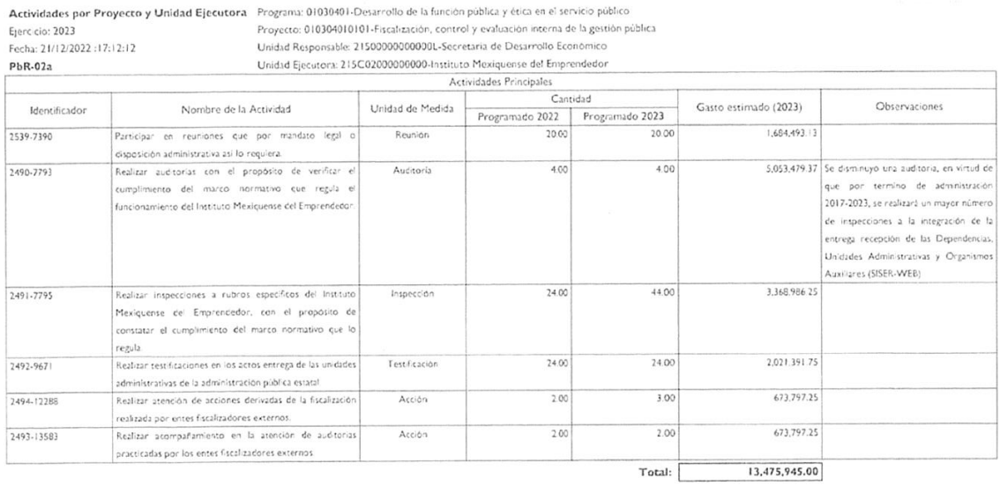 Actividades por Proyecto y Unidad Ejecutora Programa: 01030401-Desarrollo de la función pública y ética en el servicio público
Ejercicio: 2023 Proyecto: 010304010101-Fiscalización, control y evaluación interna de la gestión pública
Fecha: 21/12/2022 :17:12:12 Unidad Responsable: 21500000000000L-Secretaria de Desarrollo Económico
PbR-02a Unidad Ejecutora: 215C02000000000-Instituto Mexiquense del Emprendedor
Actividades Principales
Identificador Nombre de la Actividad Unidad de Medida Cantidad Gasto estimado (2023) Observaciones
Programado 2022 Programado 2023
2539-7390 Participar en reuniones que por mandato legal o Reunión 20.00 20.00 1,684,493.13
disposición administrativa así lo requiera.
2490-7793 Realizar auditorías con el propósito de verificar el Auditoría 4.00 4.00 5,053,479.37 Se disminuyo una auditoria, en virtud de
cumplimiento del marco normativo que regula el que por termino de administración
funcionamiento del Instituto Mexiquense del Emprendedor. 2017-2023, se realizará un mayor número
de inspecciones a la integración de la
entrega recepción de las Dependencias,
Unidades Administrativas y Organismos
Auxiliares (SISER-WEB)
2491-7795 Realizar inspecciones a rubros específicos del Instituto Inspección 24.00 44.00 3,368,986.25
Mexiquense del Emprendedor, con el propósito de
constatar el cumplimiento del marco normativo que lo
regula.
2492-9671 Realizar testificaciones en los actos entrega de las unidades Testificación 24.00 24.00 2,021,391.75
administrativas de la administración pública estatal
2494-12288 Realizar atención de acciones derivadas de la fiscalización Acción 2.00 3.00 673,797.25
realizada por entes fiscalizadores externos.
2493-13583 Realizar acompañamiento en la atención de auditorías Acción 2.00 2.00 673,797.25
practicadas por los entes fiscalizadores externos.
Total: 13,475,945.00